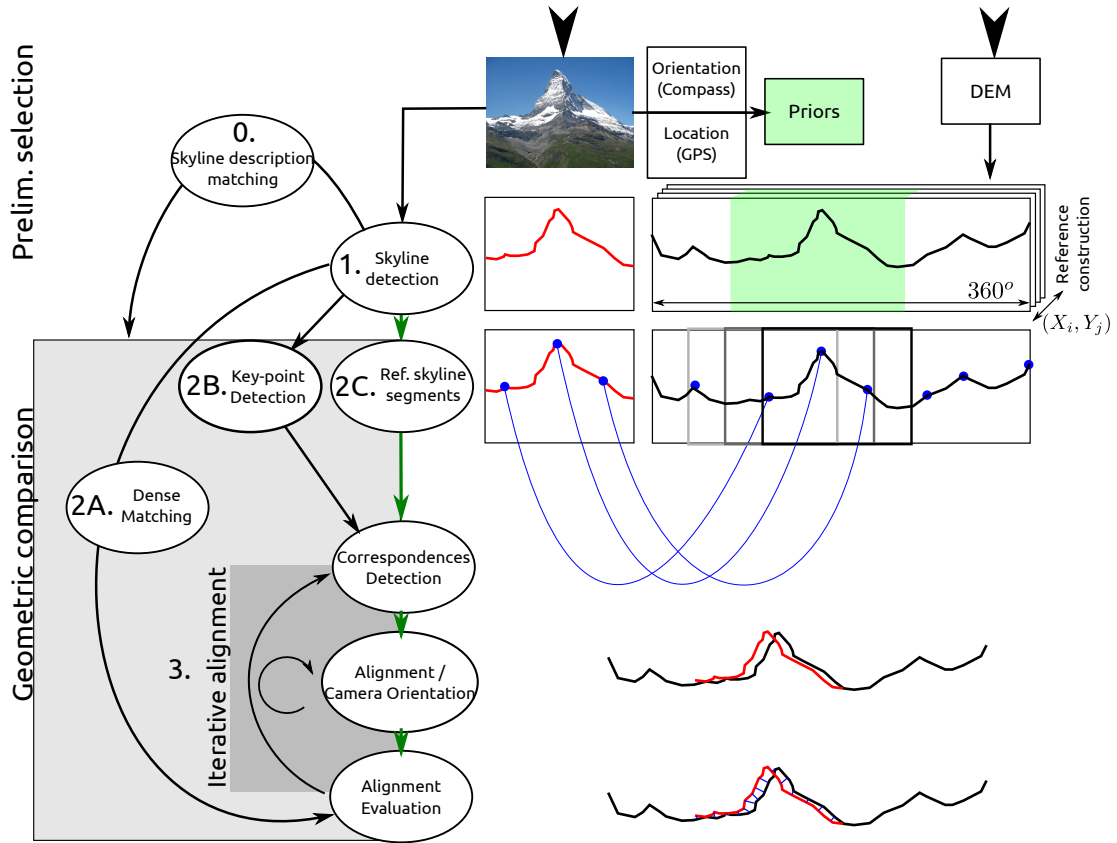 Prelim. selection
Orientation
(Compass)
Location
(GPS)
Priors
DEM
0.
Skyline description
matching
1.
Skyline
detection
360°
Reference
construction
(X_i, Y_j)
Geometric comparison
2B.
Key-point
Detection
2C.
Ref. skyline
segments
2A.
Dense
Matching
Correspondences
Detection
3.
Iterative alignment
Alignment /
Camera Orientation
Alignment
Evaluation